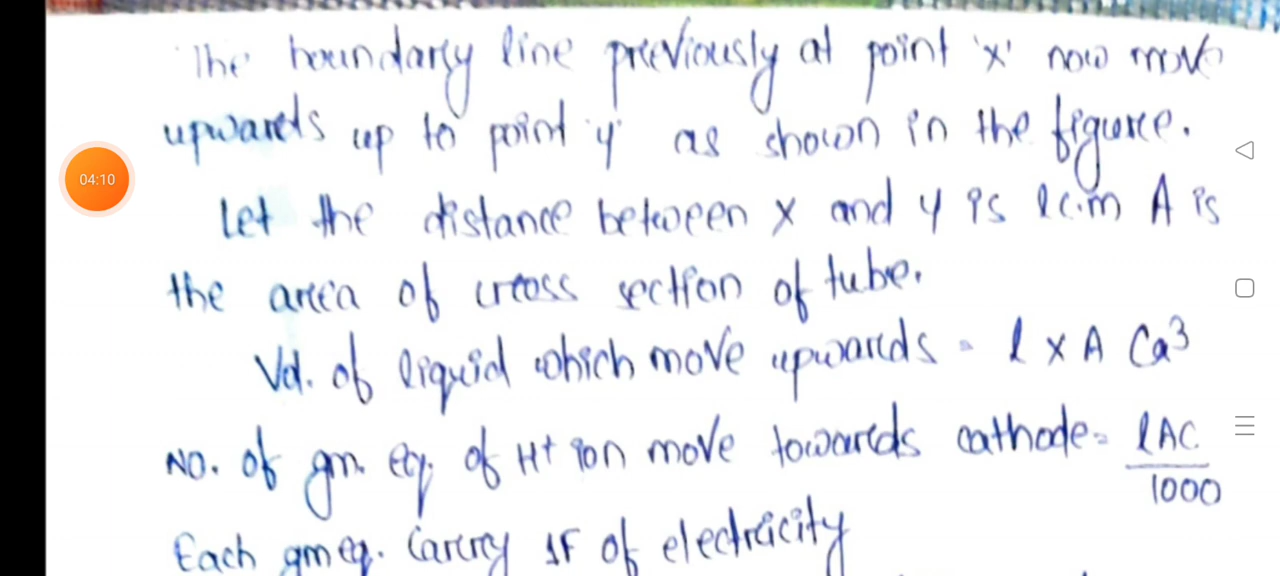 The boundary line previously at point 'x' now move
upwards up to point 'y' as shown in the figure.
04:10
Let the distance between x and y is l c.m A is
the area of cross section of tube.
Vol. of liquid which move upwards = l x A Cm3
NO. of gm. eq. of H+ ion move towards cathode = lAC
1000
Each gm eq. Carry 1F of electricity